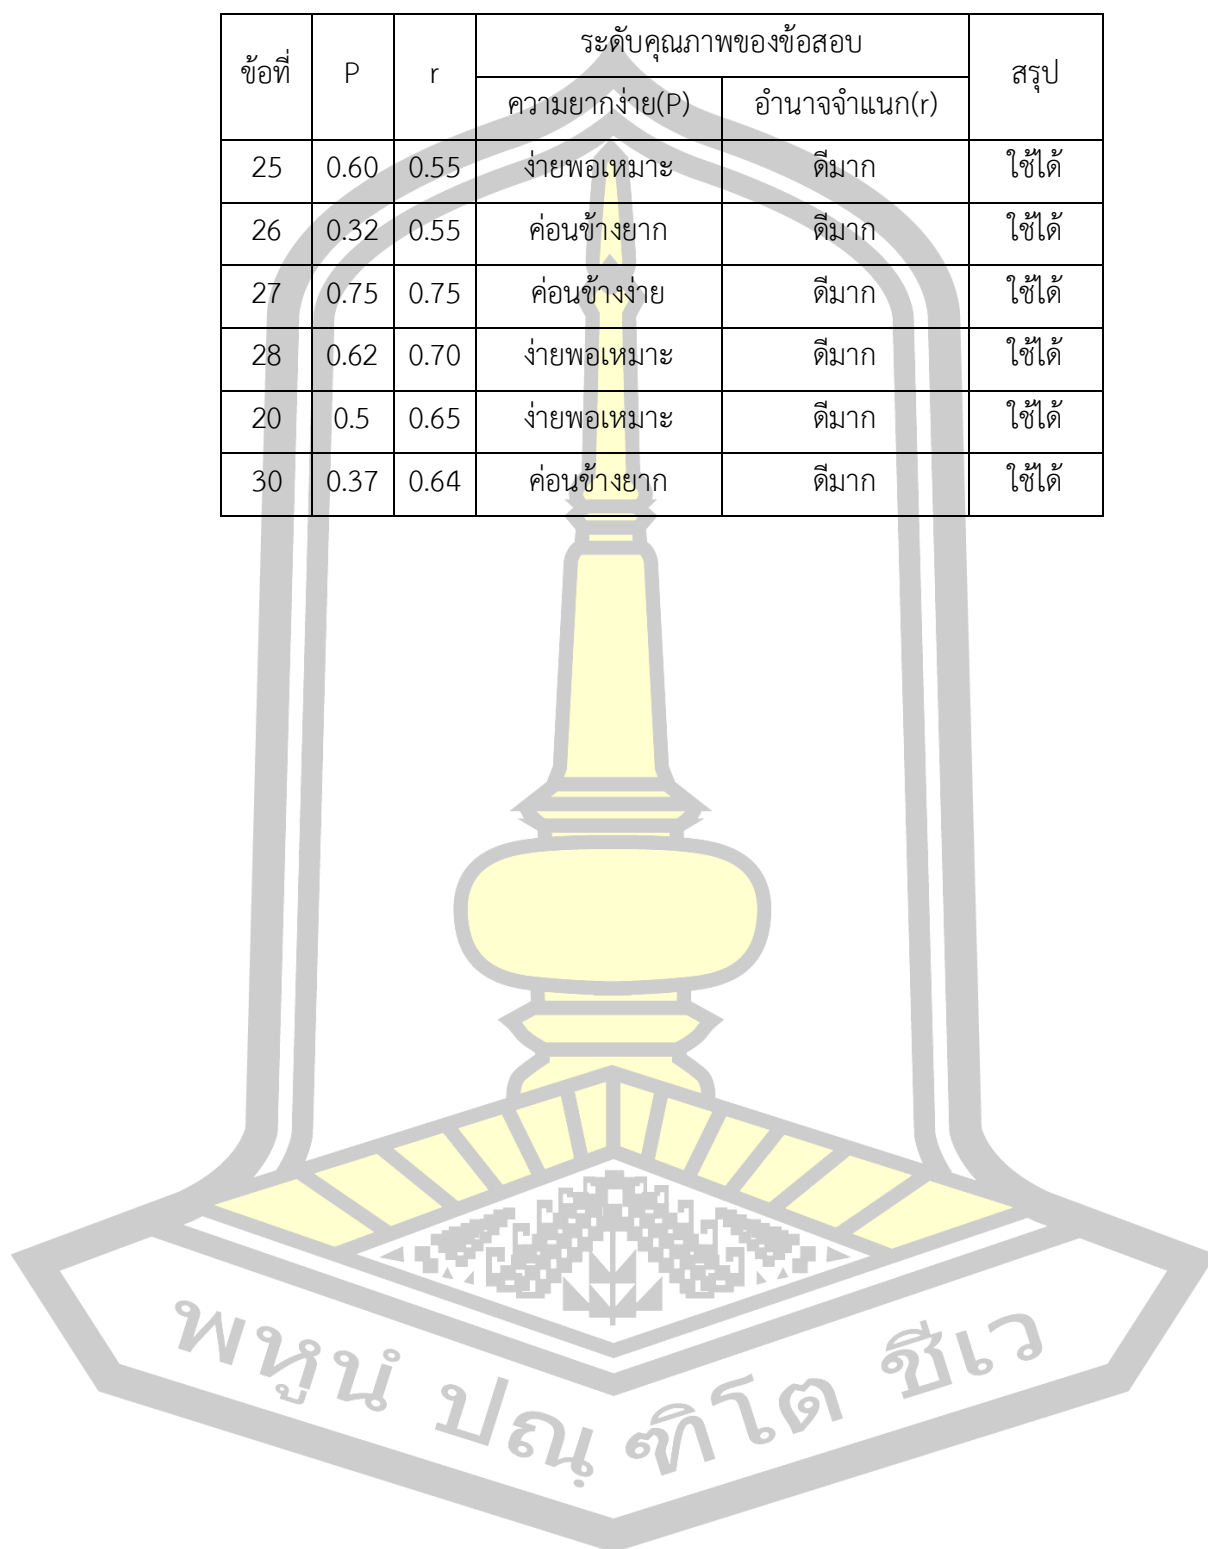 ข้อที่ P r ระดับคุณภาพของข้อสอบ สรุป
ความยากง่าย(P) อำนาจจำแนก(r)
25 0.60 0.55 ง่ายพอเหมาะ ดีมาก ใช้ได้
26 0.32 0.55 ค่อนข้างยาก ดีมาก ใช้ได้
27 0.75 0.75 ค่อนข้างง่าย ดีมาก ใช้ได้
28 0.62 0.70 ง่ายพอเหมาะ ดีมาก ใช้ได้
20 0.5 0.65 ง่ายพอเหมาะ ดีมาก ใช้ได้
30 0.37 0.64 ค่อนข้างยาก ดีมาก ใช้ได้
พหูนํ ปณฺ ฑิโต ชีเว